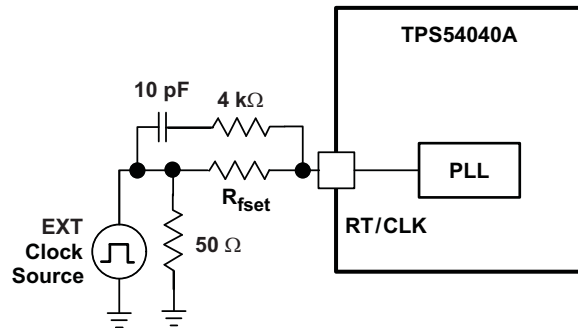 TPS54040A
10 pF
4 kΩ
PLL
Rfset
RT/CLK
EXT
Clock
Source
50 Ω